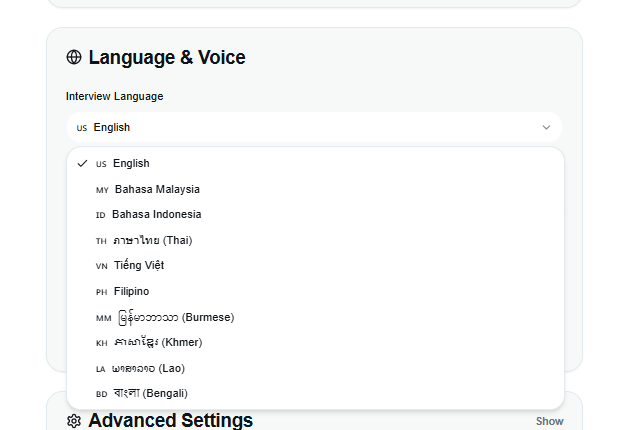 Language & Voice
Interview Language
US English
US English
MY Bahasa Malaysia
ID Bahasa Indonesia
TH ภาษาไทย (Thai)
VN Tiếng Việt
PH Filipino
MM မြန်မာဘာသာ (Burmese)
KH ភាសាខ្មែរ (Khmer)
LA ພາສາລາວ (Lao)
BD বাংলা (Bengali)
Advanced Settings
Show